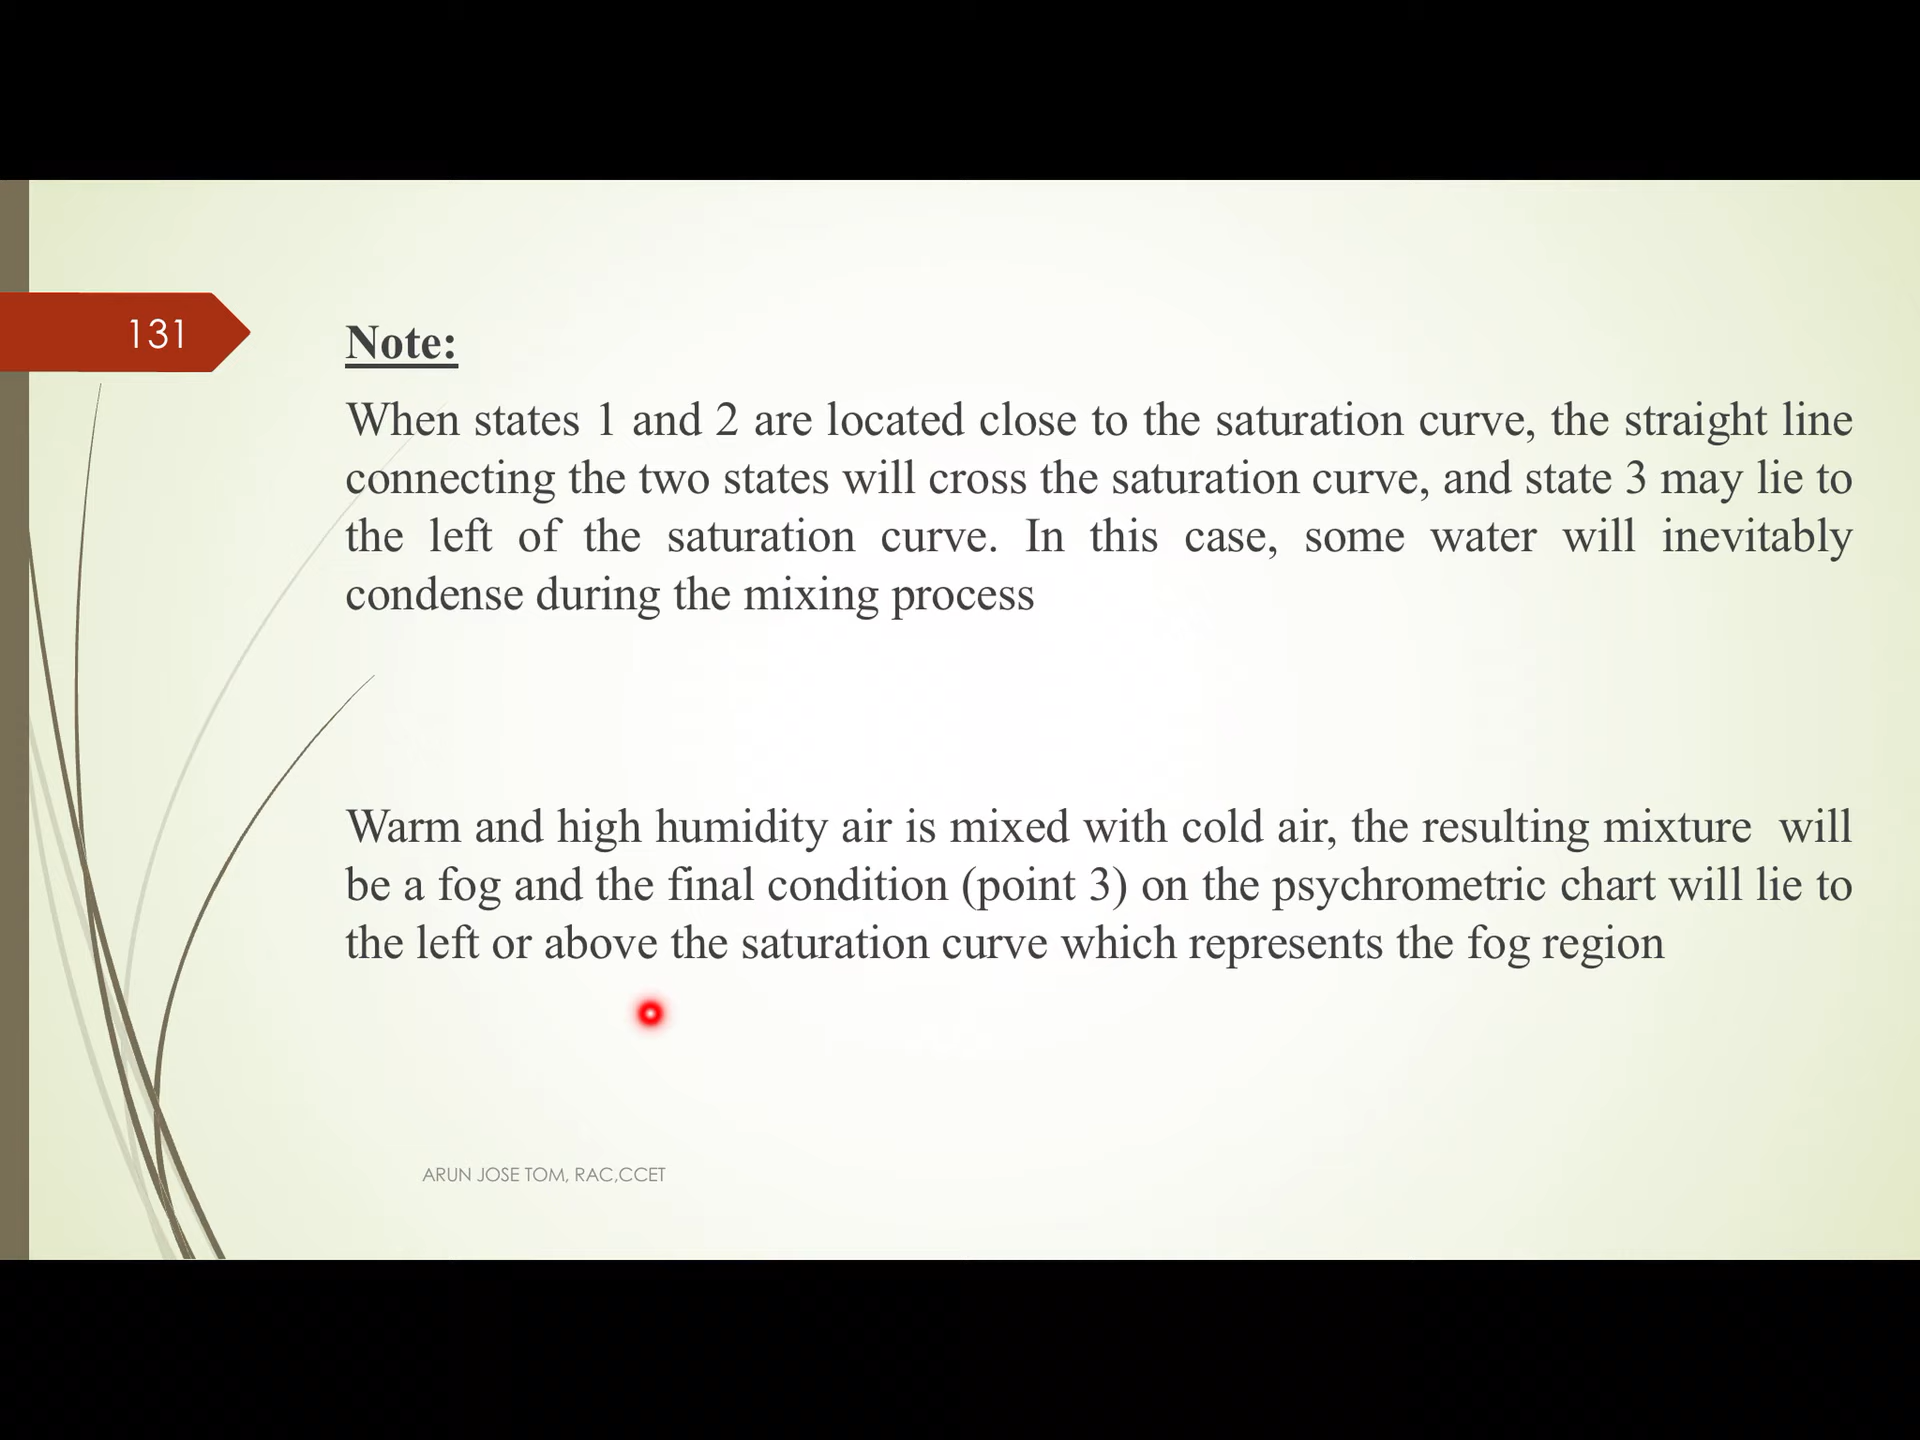 131
Note:
When states 1 and 2 are located close to the saturation curve, the straight line
connecting the two states will cross the saturation curve, and state 3 may lie to
the left of the saturation curve. In this case, some water will inevitably
condense during the mixing process
Warm and high humidity air is mixed with cold air, the resulting mixture will
be a fog and the final condition (point 3) on the psychrometric chart will lie to
the left or above the saturation curve which represents the fog region
ARUN JOSE TOM, RAC,CCET